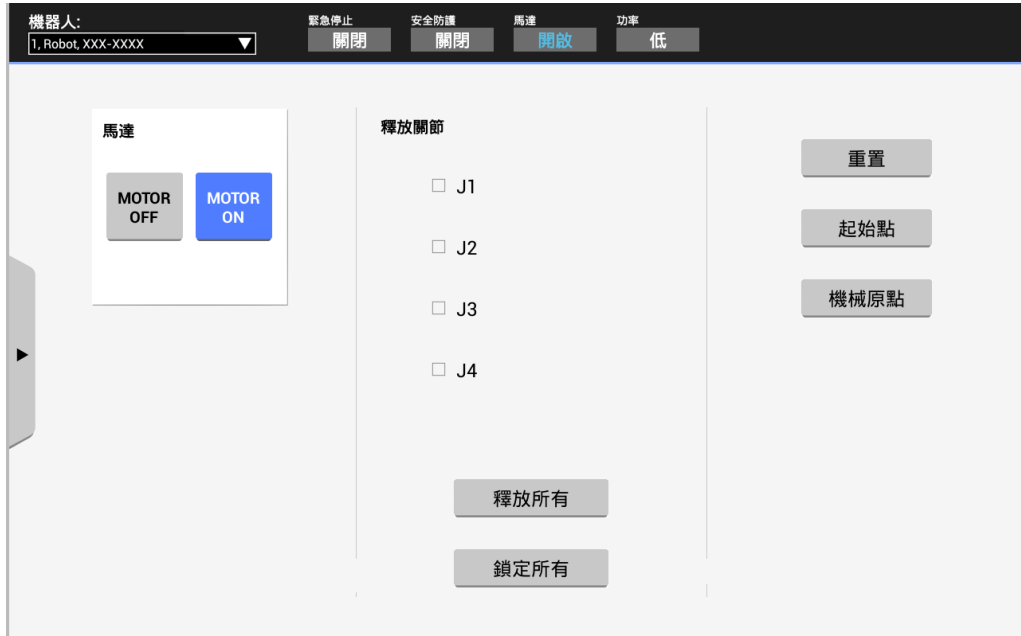 機器人:
1, Robot, XXX-XXXX
緊急停止
關閉
安全防護
關閉
馬達
開啟
功率
低
馬達
MOTOR
OFF
MOTOR
ON
釋放關節
J1
J2
J3
J4
釋放所有
鎖定所有
重置
起始點
機械原點